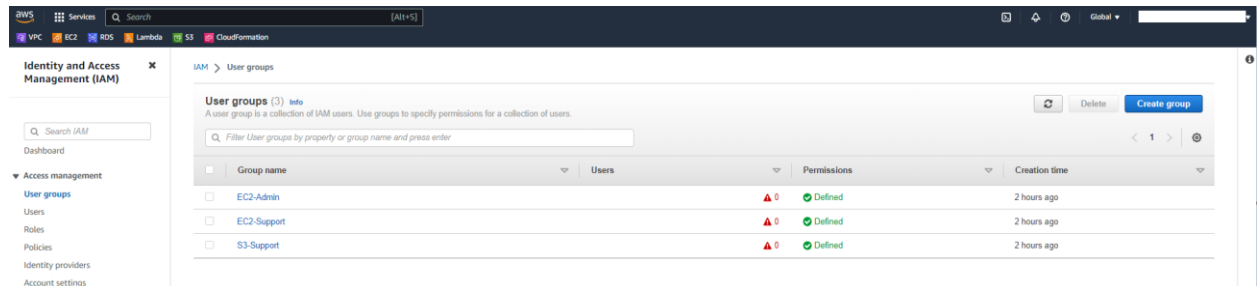 aws Services Search [Alt+S] Global
VPC EC2 RDS Lambda S3 CloudFormation
Identity and Access Management (IAM)
Search IAM
Dashboard
Access management
User groups
Users
Roles
Policies
Identity providers
Account settings
IAM > User groups
User groups (3) Info
A user group is a collection of IAM users. Use groups to specify permissions for a collection of users.
Delete Create group
Filter User groups by property or group name and press enter
< 1 >
Group name Users Permissions Creation time
EC2-Admin 0 Defined 2 hours ago
EC2-Support 0 Defined 2 hours ago
S3-Support 0 Defined 2 hours ago